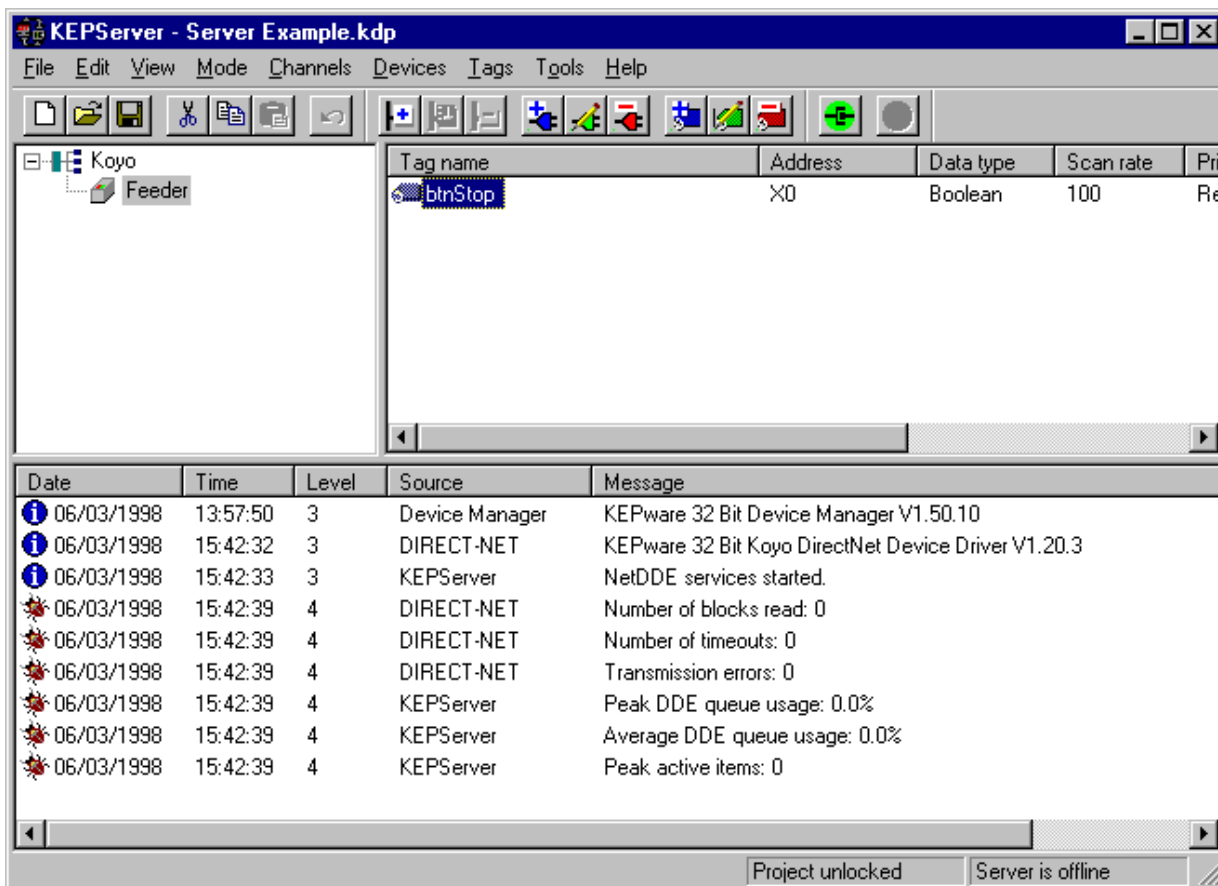 KEPServer - Server Example.kdp
File Edit View Mode Channels Devices Tags Tools Help
Koyo
Feeder
Tag name Address Data type Scan rate Pri
btnStop X0 Boolean 100 Re
Date Time Level Source Message
06/03/1998 13:57:50 3 Device Manager KEPware 32 Bit Device Manager V1.50.10
06/03/1998 15:42:32 3 DIRECT-NET KEPware 32 Bit Koyo DirectNet Device Driver V1.20.3
06/03/1998 15:42:33 3 KEPServer NetDDE services started.
06/03/1998 15:42:39 4 DIRECT-NET Number of blocks read: 0
06/03/1998 15:42:39 4 DIRECT-NET Number of timeouts: 0
06/03/1998 15:42:39 4 DIRECT-NET Transmission errors: 0
06/03/1998 15:42:39 4 KEPServer Peak DDE queue usage: 0.0%
06/03/1998 15:42:39 4 KEPServer Average DDE queue usage: 0.0%
06/03/1998 15:42:39 4 KEPServer Peak active items: 0
Project unlocked Server is offline